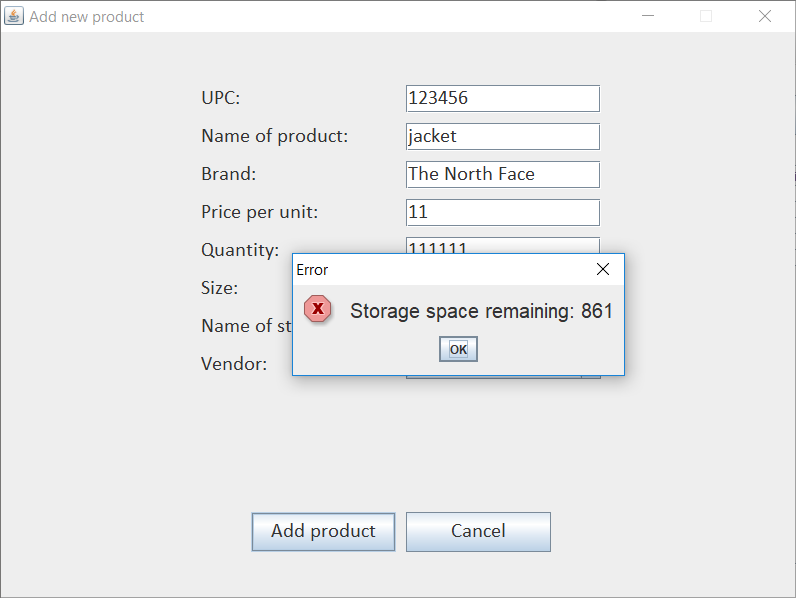 Add new product
UPC: 123456
Name of product: jacket
Brand: The North Face
Price per unit: 11
Quantity: 111111
Error
Size:
Storage space remaining: 861
Name of st
OK
Vendor:
Add product Cancel